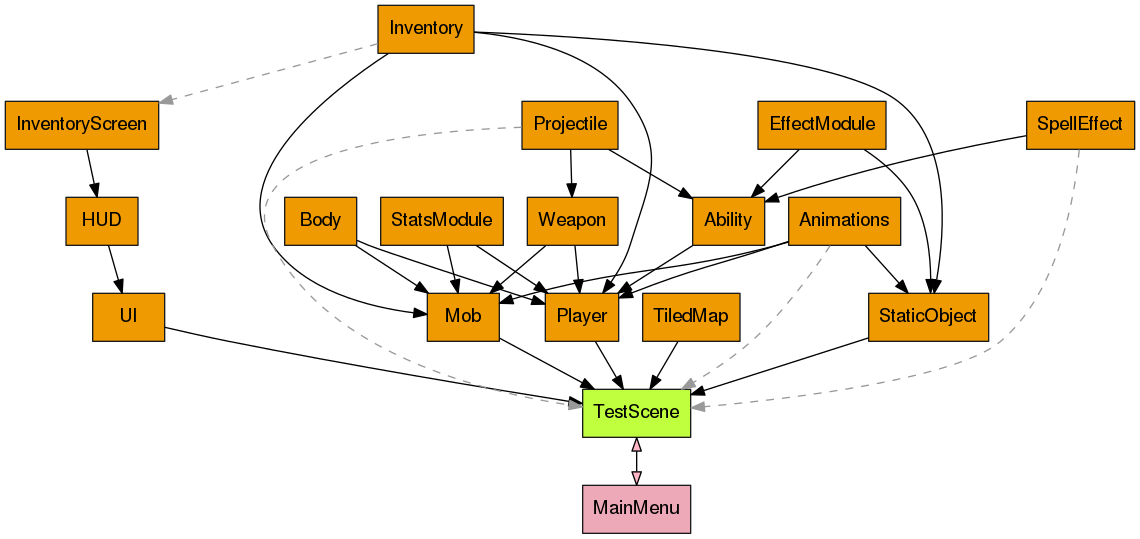 Inventory
InventoryScreen
Projectile
EffectModule
SpellEffect
HUD
Body
StatsModule
Weapon
Ability
Animations
UI
Mob
Player
TiledMap
StaticObject
TestScene
MainMenu